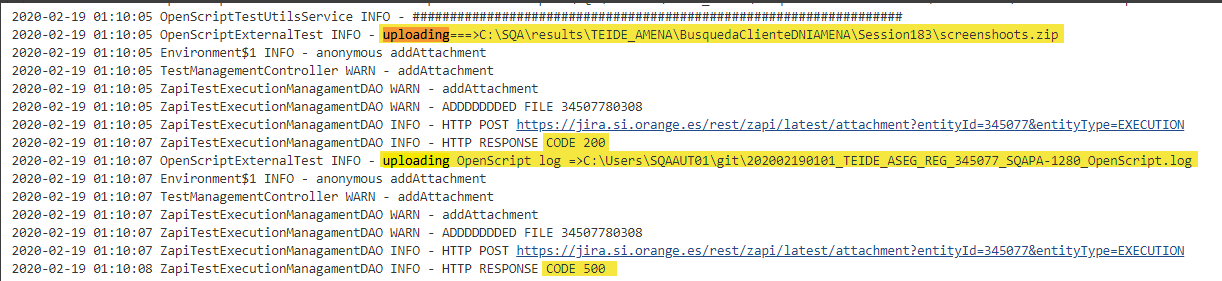 2020-02-19 01:10:05 OpenScriptTestUtilsService INFO - ##################################################################
2020-02-19 01:10:05 OpenScriptExternalTest INFO - uploading===>C:\SQA\results\TEIDE_AMENA\BusquedaClienteDNIAMENA\Session183\screenshoots.zip
2020-02-19 01:10:05 Environment$1 INFO - anonymous addAttachment
2020-02-19 01:10:05 TestManagementController WARN - addAttachment
2020-02-19 01:10:05 ZapiTestExecutionManagamentDAO WARN - addAttachment
2020-02-19 01:10:05 ZapiTestExecutionManagamentDAO WARN - ADDDDDDDED FILE 34507780308
2020-02-19 01:10:05 ZapiTestExecutionManagamentDAO INFO - HTTP POST https://jira.si.orange.es/rest/zapi/latest/attachment?entityId=345077&entityType=EXECUTION
2020-02-19 01:10:05 ZapiTestExecutionManagamentDAO INFO - HTTP RESPONSE CODE 200
2020-02-19 01:10:07 OpenScriptExternalTest INFO - uploading OpenScript log =>C:\Users\SQAAUT01\git\202002190101_TEIDE_ASEG_REG_345077_SQAPA-1280_OpenScript.log
2020-02-19 01:10:07 Environment$1 INFO - anonymous addAttachment
2020-02-19 01:10:07 TestManagementController WARN - addAttachment
2020-02-19 01:10:07 ZapiTestExecutionManagamentDAO WARN - addAttachment
2020-02-19 01:10:07 ZapiTestExecutionManagamentDAO WARN - ADDDDDDDED FILE 34507780308
2020-02-19 01:10:07 ZapiTestExecutionManagamentDAO INFO - HTTP POST https://jira.si.orange.es/rest/zapi/latest/attachment?entityId=345077&entityType=EXECUTION
2020-02-19 01:10:08 ZapiTestExecutionManagamentDAO INFO - HTTP RESPONSE CODE 500